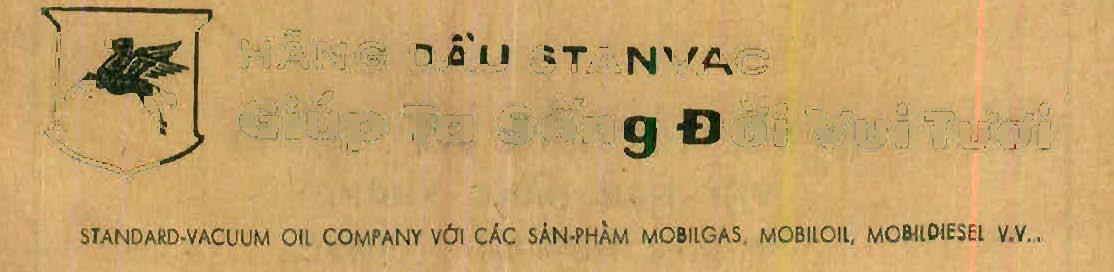 HÃNG DẦU STANVAC
Giúp Ta Sống Đời Vui Tươi
STANDARD-VACUUM OIL COMPANY VỚI CÁC SẢN-PHẨM MOBILGAS, MOBILOIL, MOBILDIESEL V.V...